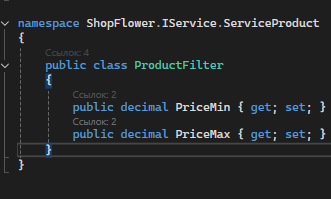 namespace ShopFlower.IService.ServiceProduct
{
Ссылок: 4
public class ProductFilter
{
Ссылок: 2
public decimal PriceMin { get; set; }
Ссылок: 2
public decimal PriceMax { get; set; }
}
}